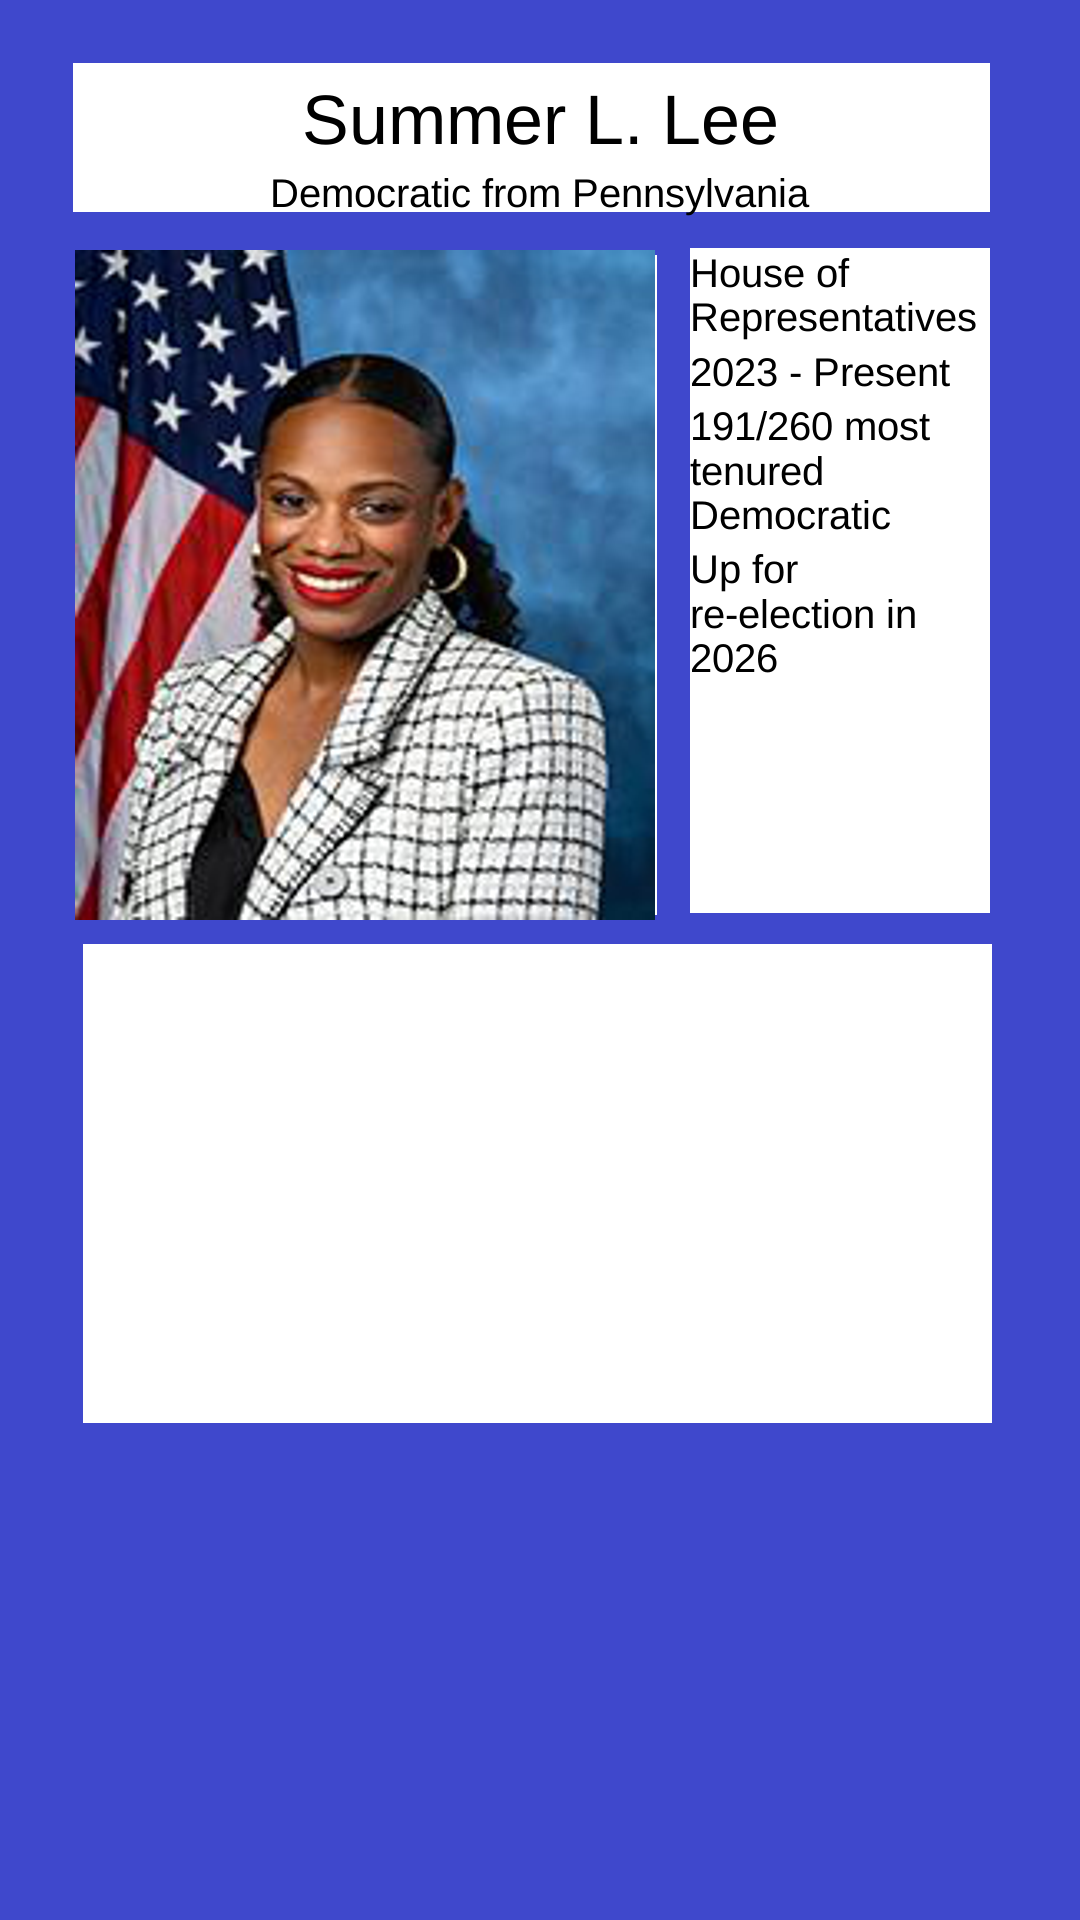 Summer L. Lee
Democratic from Pennsylvania
House of
Representatives
2023 - Present
191/260 most
tenured
Democratic
Up for
re-election in
2026